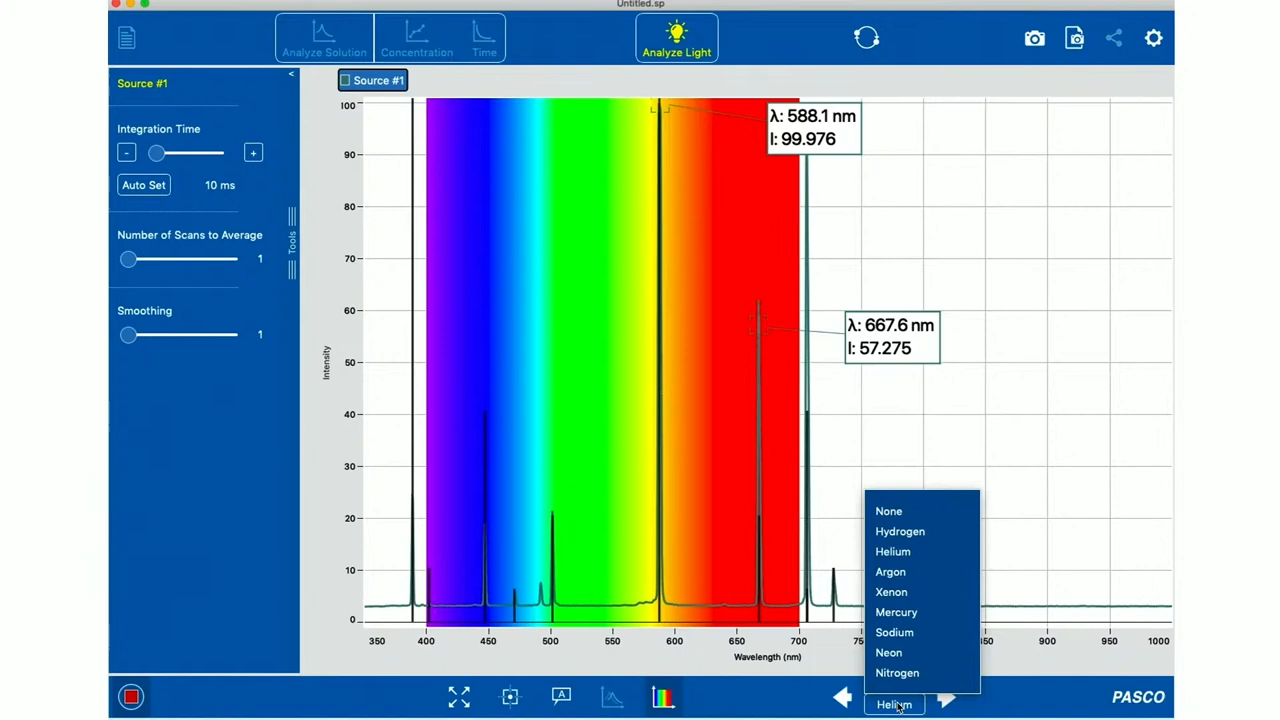 Untitled.sp
Analyze Solution
Concentration
Time
Analyze Light
Source #1
<
Source #1
Integration Time
-
+
Auto Set
10 ms
Number of Scans to Average
1
Smoothing
1
Tools
λ: 588.1 nm
I: 99.976
λ: 667.6 nm
I: 57.275
Intensity
100
90
80
70
60
50
40
30
20
10
0
350 400 450 500 550 600 650 700 7 900 950 1000
Wavelength (nm)
None
Hydrogen
Helium
Argon
Xenon
Mercury
Sodium
Neon
Nitrogen
A
Helium
PASCO